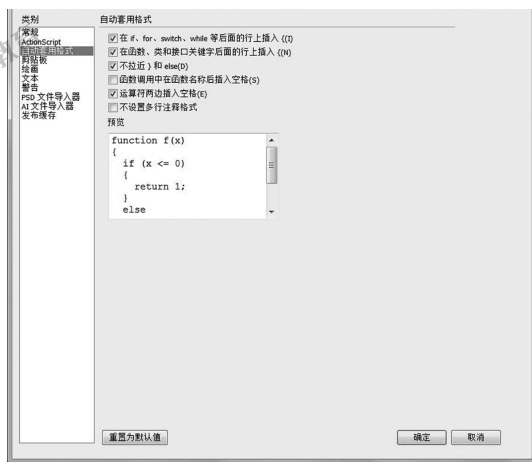 类别
常规
ActionScript
自动套用格式
剪贴板
绘画
文本
警告
PSD 文件导入器
AI 文件导入器
发布缓存
自动套用格式
在 if、for、switch、while 等后面的行上插入 {(I)
在函数、类和接口关键字后面的行上插入 {(N)
不拉近 } 和 else(D)
函数调用中在函数名称后插入空格(S)
运算符两边插入空格(E)
不设置多行注释格式
预览
function f(x)
{
if (x <= 0)
{
return 1;
}
else
重置为默认值
确定
取消